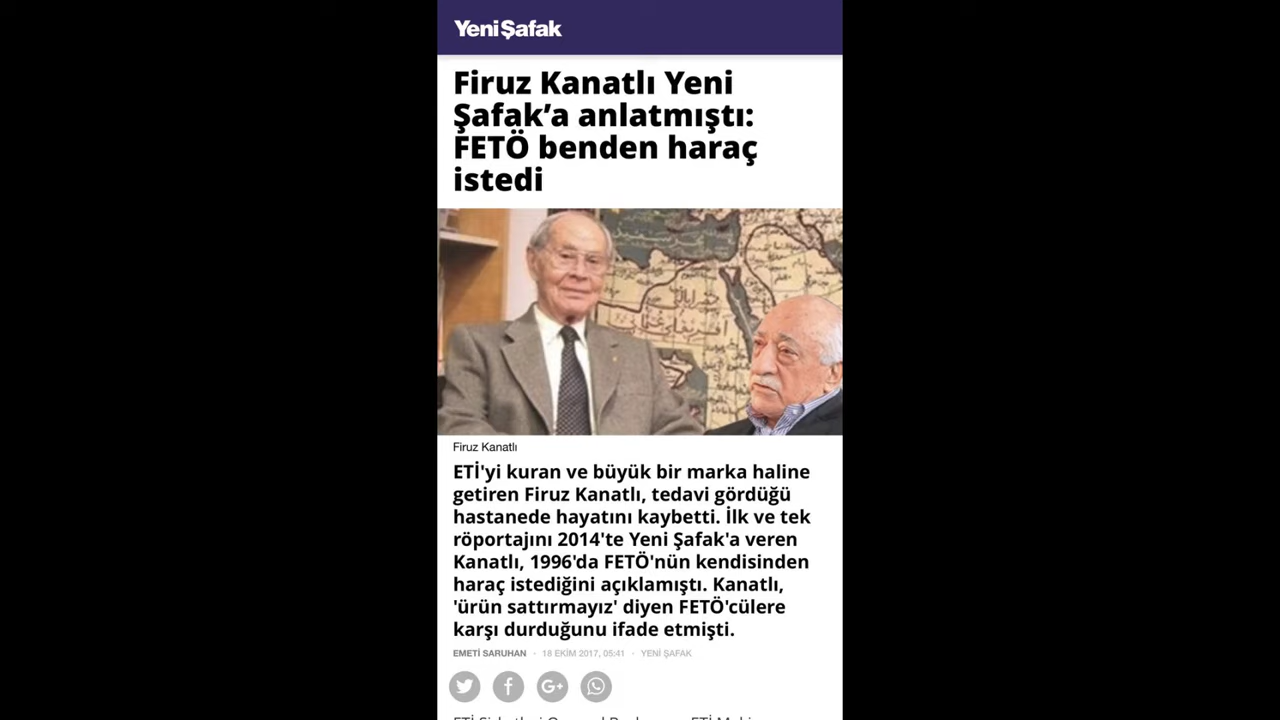 Yeni Şafak
Firuz Kanatlı Yeni
Şafak’a anlatmıştı:
FETÖ benden haraç
istedi
Firuz Kanatlı
ETİ'yi kuran ve büyük bir marka haline
getiren Firuz Kanatlı, tedavi gördüğü
hastanede hayatını kaybetti. İlk ve tek
röportajını 2014'te Yeni Şafak'a veren
Kanatlı, 1996'da FETÖ'nün kendisinden
haraç istediğini açıklamıştı. Kanatlı,
'ürün sattırmayız' diyen FETÖ'cülere
karşı durduğunu ifade etmişti.
EMETİ SARUHAN - 18 EKİM 2017, 05:41 - YENİ ŞAFAK